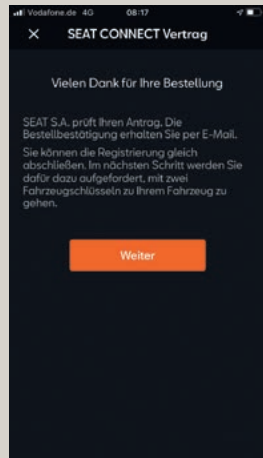 Vodafone.de 4G 08:17
SEAT CONNECT Vertrag
Vielen Dank für Ihre Bestellung
SEAT S.A. prüft Ihren Antrag. Die
Bestellbestätigung erhalten Sie per E-Mail.
Sie können die Registrierung gleich
abschließen. Im nächsten Schritt werden Sie
dafür dazu aufgefordert, mit zwei
Fahrzeugschlüsseln zu Ihrem Fahrzeug zu
gehen.
Weiter